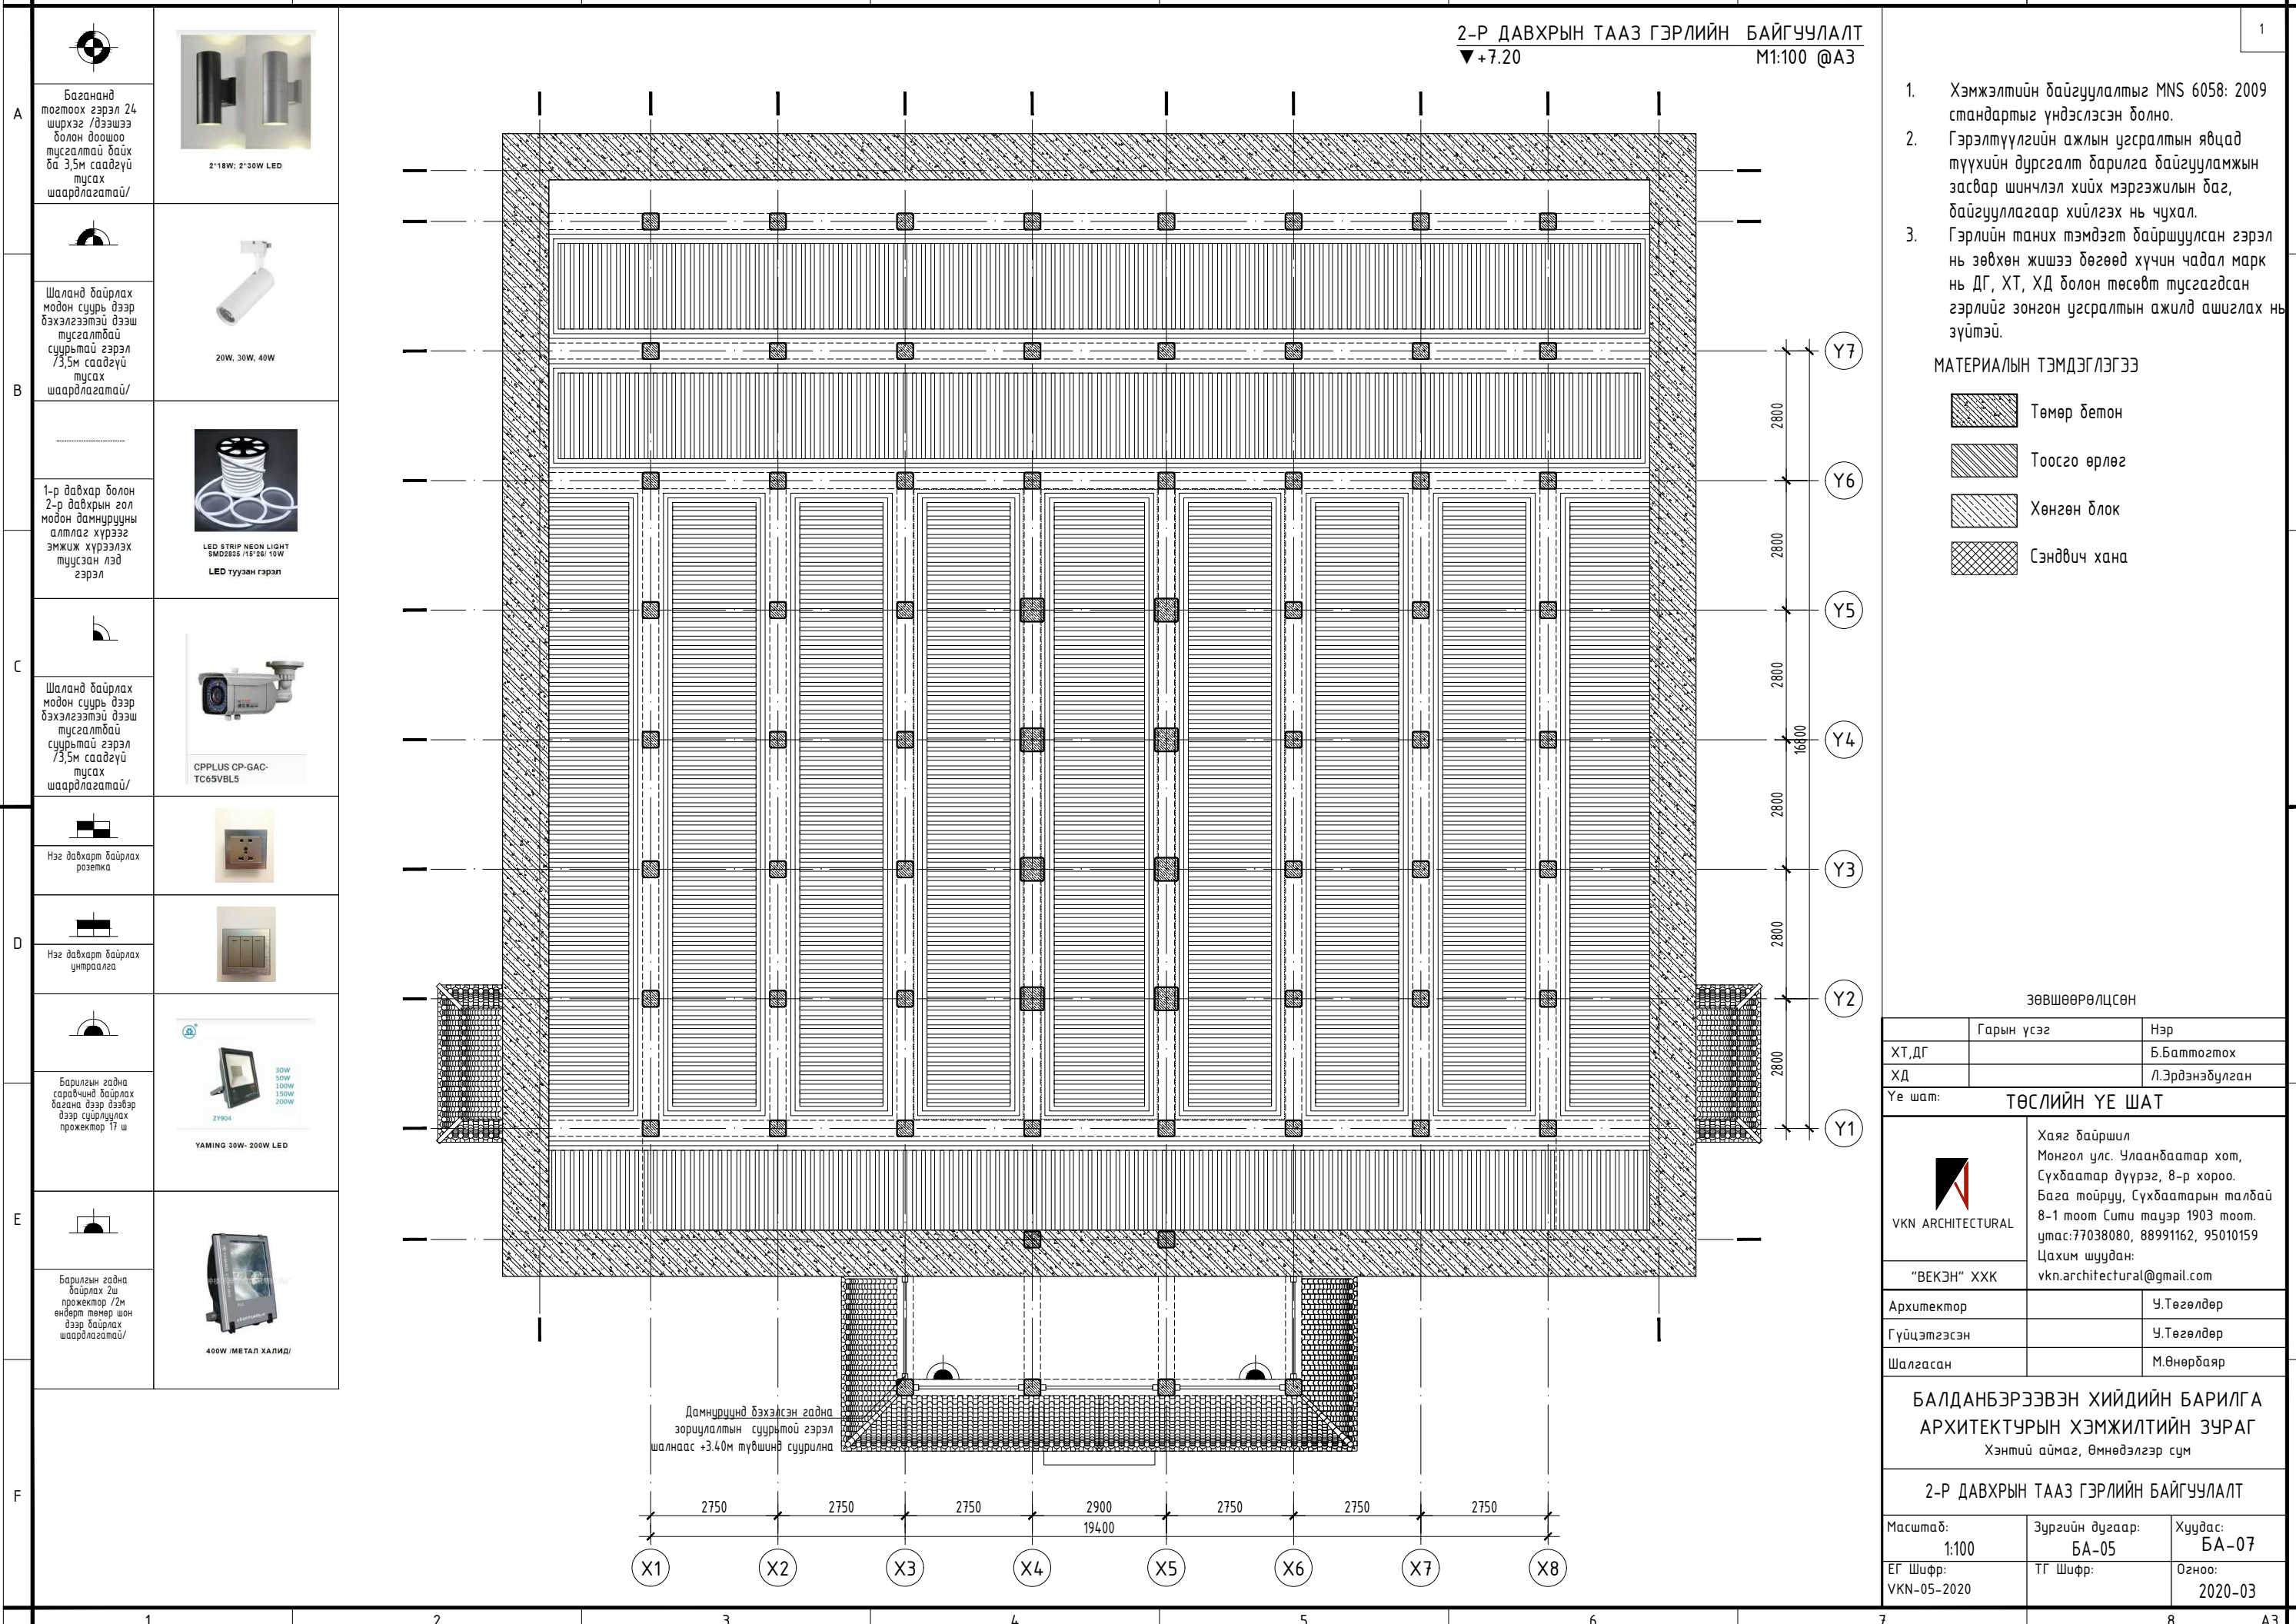 2-Р ДАВХРЫН ТААЗ ГЭРЛИЙН БАЙГУУЛАЛТ
▼+7.20 М1:100 @А3
1
A
B
C
D
E
F
Баганад
тогтоох гэрэл 24
ширхэг /дээшээ
болон доошоо
тусгалтай байх
ба 3,5м саадгүй
тусах
шаардлагатай/
2*18W; 2*30W LED
Шаланд байрлах
модон суурь дээр
бэхэлгээтэй дээш
тусгалтбай
суурьтай гэрэл
/3,5м саадгүй
тусах
шаардлагатай/
20W, 30W, 40W
1-р давхар болон
2-р давхрын гол
модон дамнурууны
алтлаг хүрээг
эмжиж хүрээлэх
туусзан лэд
гэрэл
LED STRIP NEON LIGHT
SMD2835 /15*26/ 10W
LED туузан гэрэл
Шаланд байрлах
модон суурь дээр
бэхэлгээтэй дээш
тусгалтбай
суурьтай гэрэл
/3,5м саадгүй
тусах
шаардлагатай/
CPPLUS CP-GAC-
TC65VBL5
Нэг давхарт байрлах
розетка
Нэг давхарт байрлах
унтраалга
Барилгын гадна
саравчинд байрлах
багана дээр дээвэр
дээр суйрлуулах
прожектор 17 ш
30W
50W
100W
150W
200W
ZY904
YAMING 30W- 200W LED
Барилгын гадна
байрлах 2ш
прожектор /2м
өндөрт төмөр шон
дээр байрлах
шаардлагатай/
400W /МЕТАЛ ХАЛИД/
Y7
Y6
Y5
Y4
Y3
Y2
Y1
2800
2800
2800
2800
2800
2800
16800
Дамнуруунд бэхэлсэн гадна
зориулалтын суурьтой гэрэл
шалнаас +3.40м түвшинд суурилна
2750 2750 2750 2900 2750 2750 2750
19400
X1 X2 X3 X4 X5 X6 X7 X8
1 2 3 4 5 6 7 8 А3
1. Хэмжэлтийн байгуулалтыг MNS 6058: 2009
стандартыг үндэслэсэн болно.
2. Гэрэлтүүлгийн ажлын угсралтын явцад
түүхийн дурсгалт барилга байгууламжын
засвар шинчлэл хийх мэргэжилын баг,
байгууллагаар хийлгэх нь чухал.
3. Гэрлийн таних тэмдэгт байршуулсан гэрэл
нь зөвхөн жишээ бөгөөд хүчин чадал марк
нь ДГ, ХТ, ХД болон төсөвт тусгагдсан
гэрлийг зонгон угсралтын ажилд ашиглах нь
зүйтэй.
МАТЕРИАЛЫН ТЭМДЭГЛЭГЭЭ
Төмөр бетон
Тоосго өрлөг
Хөнгөн блок
Сэндвич хана
ЗӨВШӨӨРӨЛЦСӨН
Гарын үсэг Нэр
ХТ,ДГ Б.Баттогтох
ХД Л.Эрдэнэбулган
Үе шат: ТӨСЛИЙН ҮЕ ШАТ
VKN ARCHITECTURAL
"ВЕКЭН" ХХК
Хаяг байршил
Монгол улс. Улаанбаатар хот,
Сүхбаатар дүүрэг, 8-р хороо.
Бага тойруу, Сүхбаатарын талбай
8-1 тоот Сити тауэр 1903 тоот.
утас:77038080, 88991162, 95010159
Цахим шуудан:
vkn.architectural@gmail.com
Архитектор У.Төгөлдөр
Гүйцэтгэсэн У.Төгөлдөр
Шалгасан М.Өнөрбаяр
БАЛДАНБЭРЭЭВЭН ХИЙДИЙН БАРИЛГА
АРХИТЕКТУРЫН ХЭМЖИЛТИЙН ЗУРАГ
Хэнтий аймаг, Өмнөдэлгэр сум
2-Р ДАВХРЫН ТААЗ ГЭРЛИЙН БАЙГУУЛАЛТ
Масштаб: Зургийн дугаар: Хуудас:
1:100 БА-05 БА-07
ЕГ Шифр: ТГ Шифр: Огноо:
VKN-05-2020 2020-03